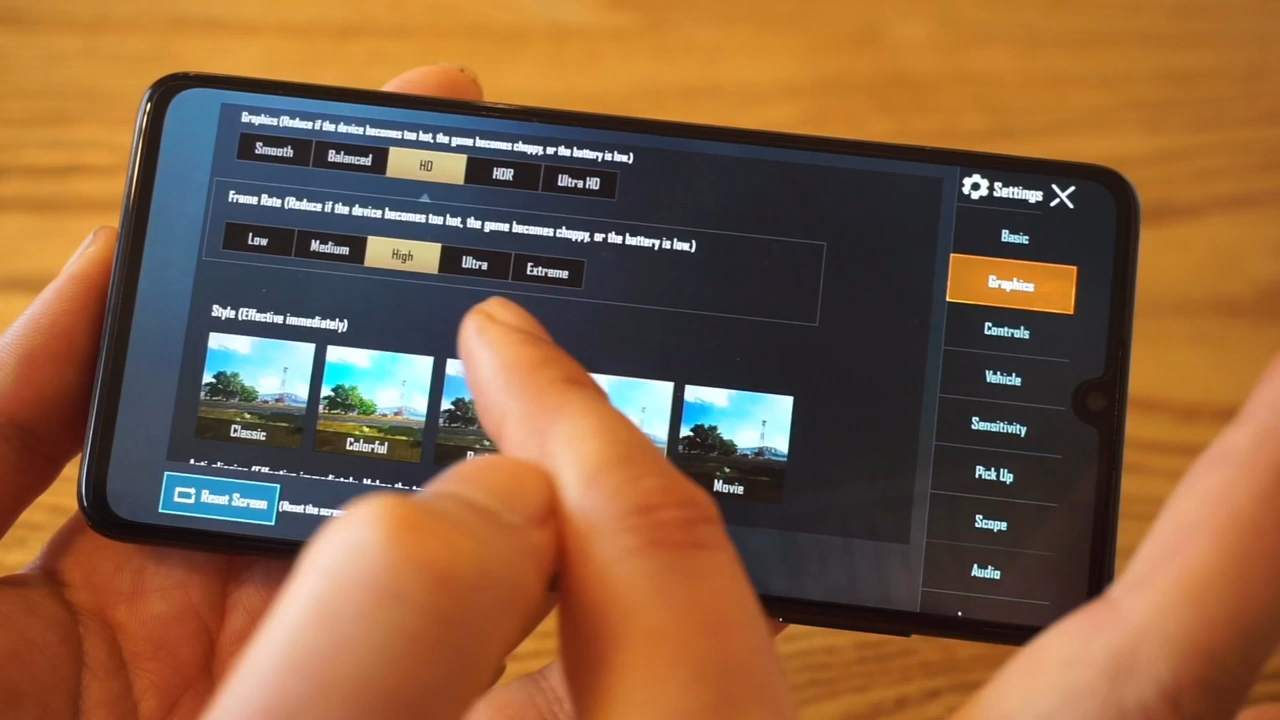 Graphics (Reduce if the device becomes too hot, the game becomes choppy, or the battery is low.)
Smooth Balanced HD HDR Ultra HD
Frame Rate (Reduce if the device becomes too hot, the game becomes choppy, or the battery is low.)
Low Medium High Ultra Extreme
Style (Effective immediately)
Classic Colorful Movie
Reset Screen (Reset the
Settings
Basic
Graphics
Controls
Vehicle
Sensitivity
Pick Up
Scope
Audio